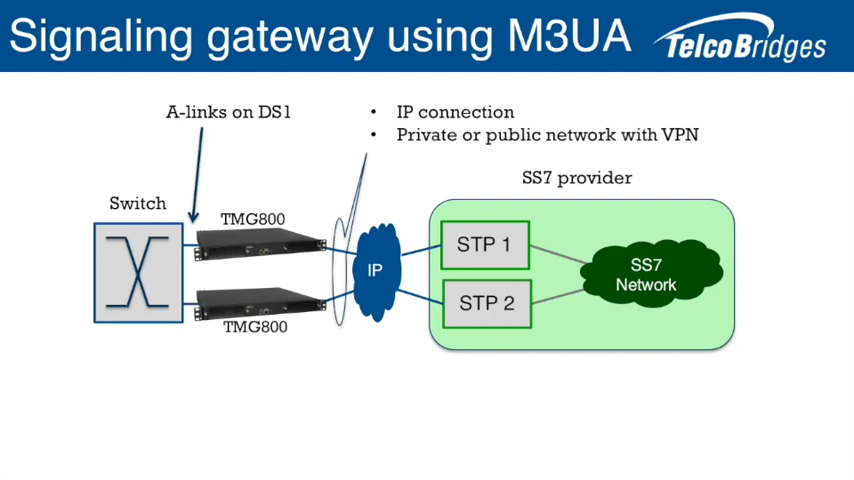 Signaling gateway using M3UA
TelcoBridges
A-links on DS1
• IP connection
• Private or public network with VPN
SS7 provider
Switch
TMG800
STP 1
IP
SS7
Network
STP 2
TMG800